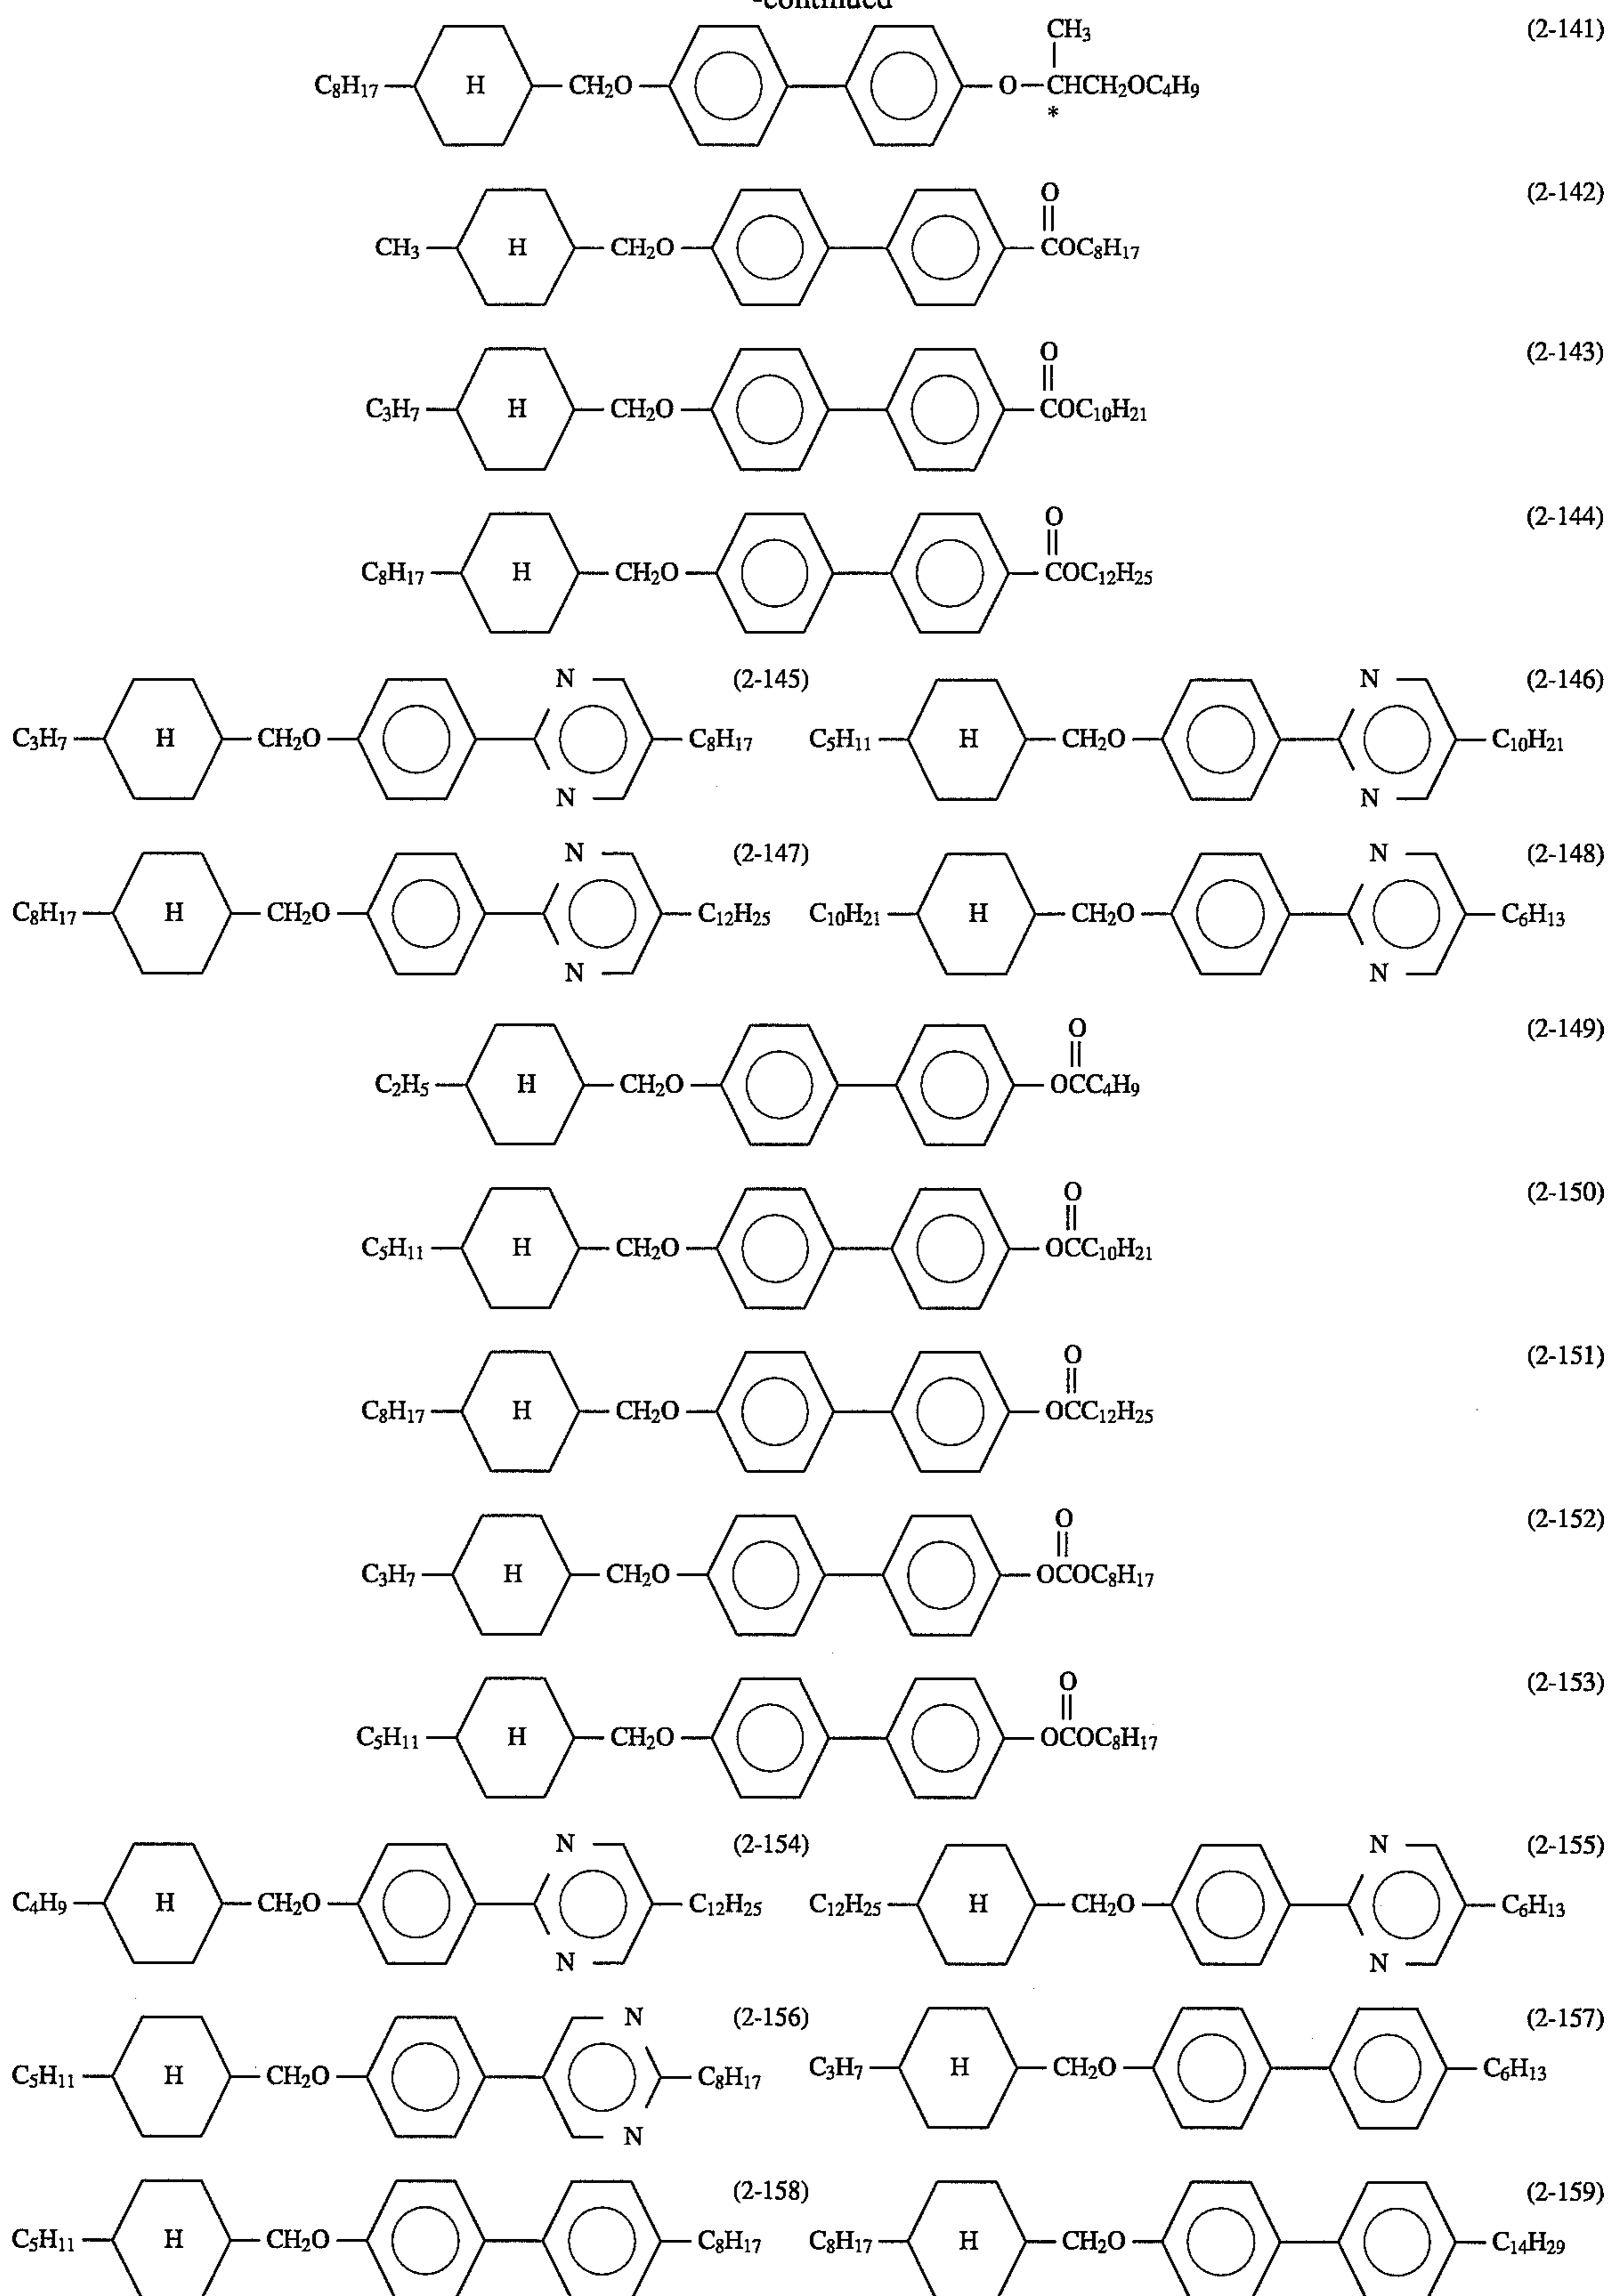 -continued
CH3
(2-141)
C8H17 H CH2O O CHCH2OC4H9
*
O
(2-142)
CH3 H CH2O COC8H17
O
(2-143)
C3H7 H CH2O COC10H21
O
(2-144)
C8H17 H CH2O COC12H25
N (2-145) N (2-146)
C3H7 H CH2O C8H17 C5H11 H CH2O C10H21
N N
N (2-147) N (2-148)
C8H17 H CH2O C12H25 C10H21 H CH2O C6H13
N N
O
(2-149)
C2H5 H CH2O OCC4H9
O
(2-150)
C5H11 H CH2O OCC10H21
O
(2-151)
C8H17 H CH2O OCC12H25
O
(2-152)
C3H7 H CH2O OCOC8H17
O
(2-153)
C5H11 H CH2O OCOC8H17
N (2-154) N (2-155)
C4H9 H CH2O C12H25 C12H25 H CH2O C6H13
N N
N (2-156) (2-157)
C5H11 H CH2O C8H17 C3H7 H CH2O C6H13
N
(2-158) (2-159)
C5H11 H CH2O C8H17 C8H17 H CH2O C14H29